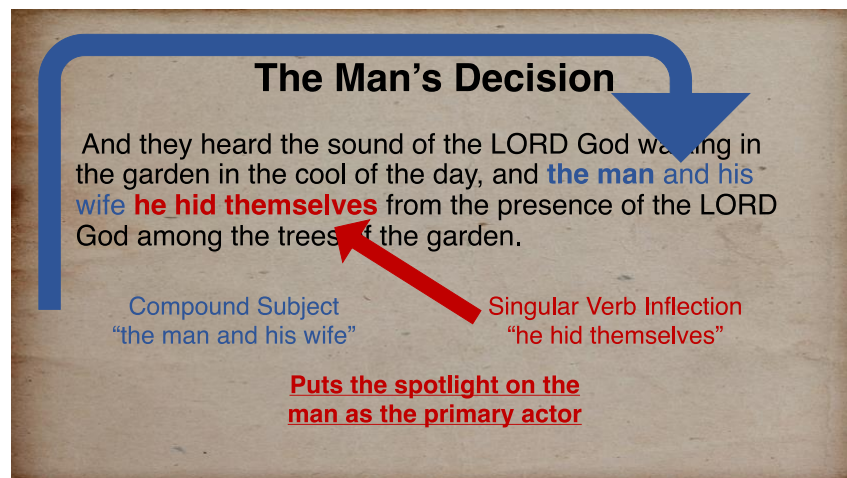 The Man’s Decision
And they heard the sound of the LORD God walking in
the garden in the cool of the day, and the man and his
wife he hid themselves from the presence of the LORD
God among the trees of the garden.
Compound Subject
“the man and his wife”
Singular Verb Inflection
“he hid themselves”
Puts the spotlight on the
man as the primary actor